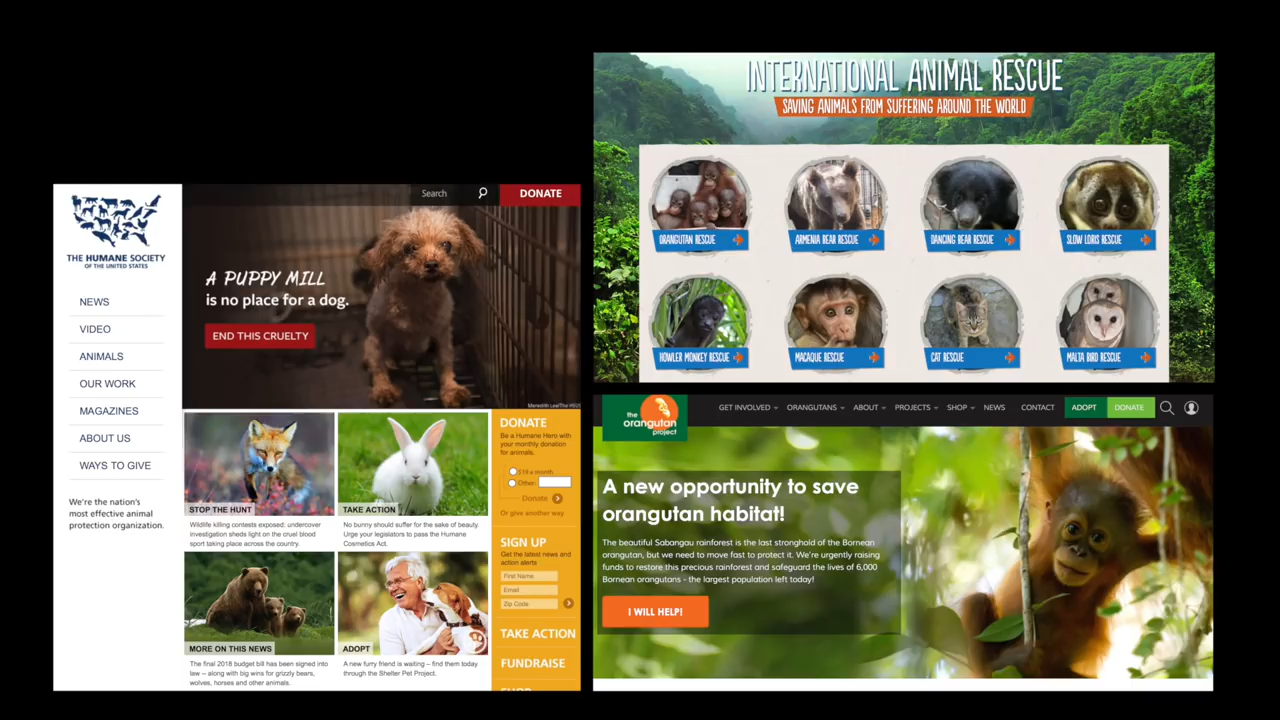 THE HUMANE SOCIETY
OF THE UNITED STATES
NEWS
VIDEO
ANIMALS
OUR WORK
MAGAZINES
ABOUT US
WAYS TO GIVE
We're the nation's
most effective animal
protection organization.
Search
DONATE
A PUPPY MILL
is no place for a dog.
END THIS CRUELTY
STOP THE HUNT
Wildlife killing contests exposed: undercover
investigation sheds light on the cruel blood
sport taking place across the country.
TAKE ACTION
No bunny should suffer for the sake of beauty.
Urge your legislators to pass the Humane
Cosmetics Act.
MORE ON THIS NEWS
The final 2018 budget bill has been signed into
law – along with big wins for grizzly bears,
wolves, horses and other animals.
ADOPT
A new furry friend is waiting – find them today
through the Shelter Pet Project.
DONATE
Be a Humane Hero with
your monthly donation
for animals.
$19 a month
Other:
Donate
Or give another way
SIGN UP
Get the latest news and
action alerts
First Name
Email
Zip Code
TAKE ACTION
FUNDRAISE
SHOP
INTERNATIONAL ANIMAL RESCUE
SAVING ANIMALS FROM SUFFERING AROUND THE WORLD
ORANGUTAN RESCUE
ARMENIA BEAR RESCUE
DANCING BEAR RESCUE
SLOW LORIS RESCUE
HOWLER MONKEY RESCUE
MACAQUE RESCUE
CAT RESCUE
MALTA BIRD RESCUE
the
orangutan
project
GET INVOLVED
ORANGUTANS
ABOUT
PROJECTS
SHOP
NEWS
CONTACT
ADOPT
DONATE
A new opportunity to save
orangutan habitat!
The beautiful Sabangau rainforest is the last stronghold of the Bornean
orangutan, but we need to move fast to protect it. We're urgently raising
funds to restore this precious rainforest and safeguard the lives of 6,000
Bornean orangutans - the largest population left today!
I WILL HELP!